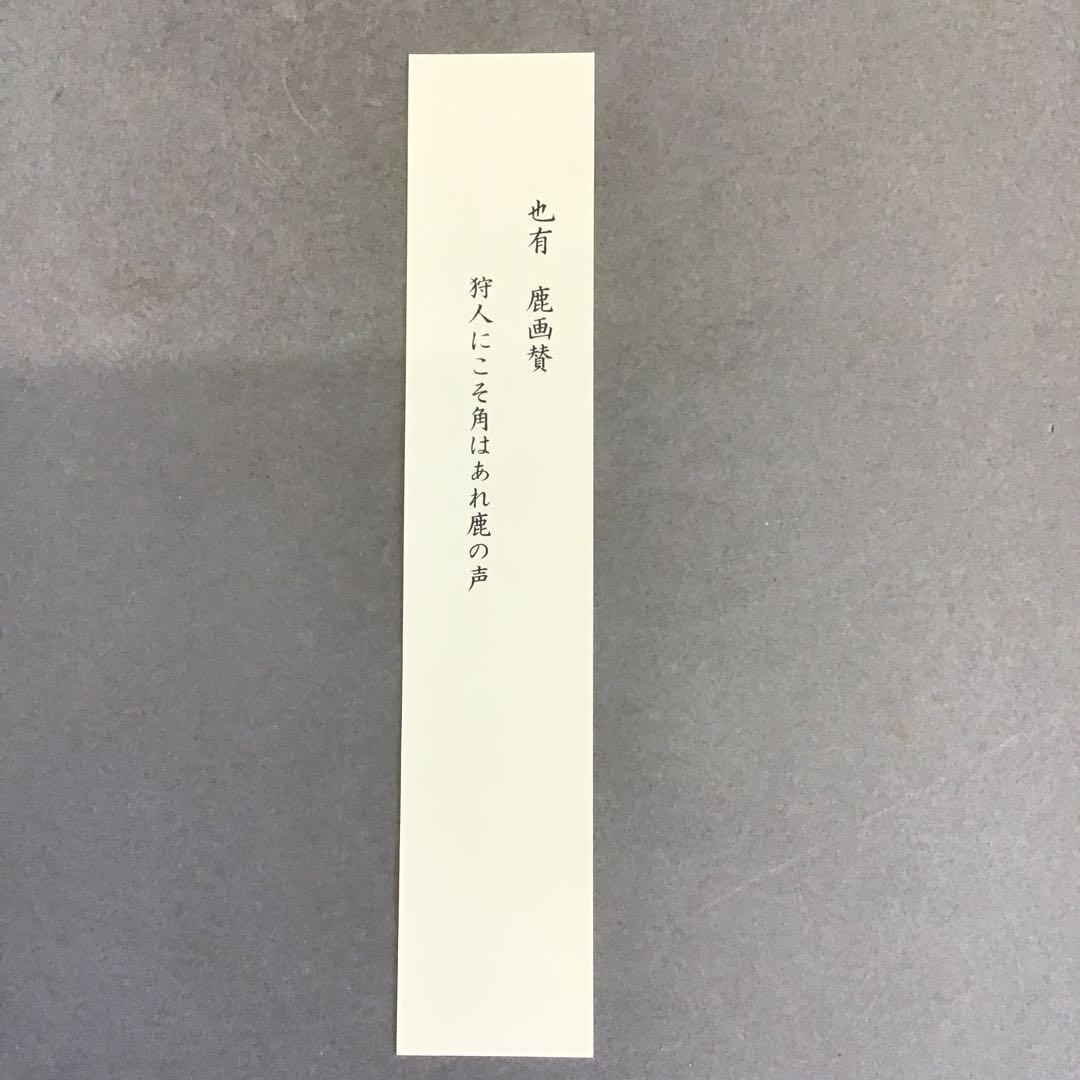 也有　鹿画賛
狩人にこそ角はあれ鹿の声